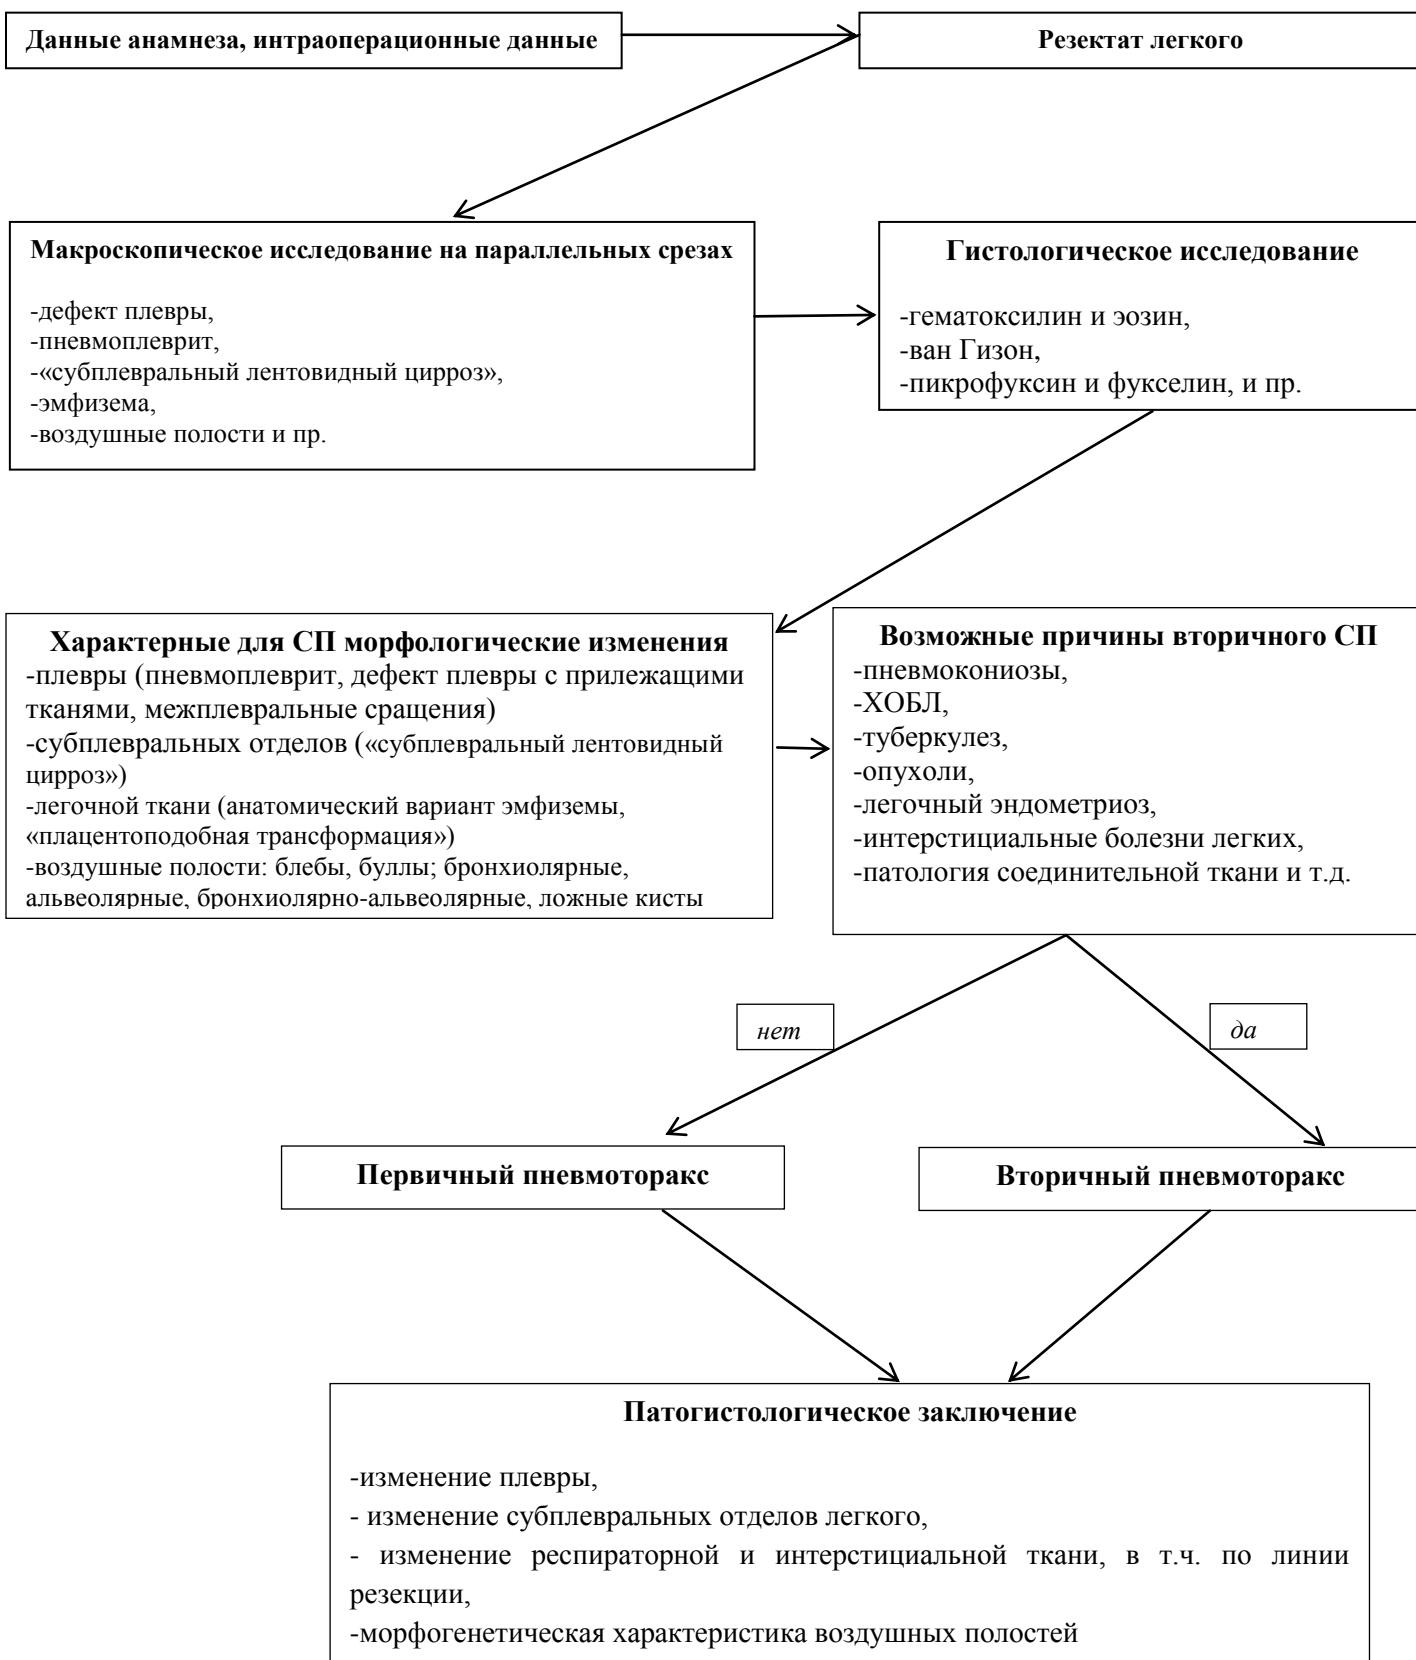 Данные анамнеза, интраоперационные данные
Резектат легкого
Макроскопическое исследование на параллельных срезах
-дефект плевры,
-пневмоплеврит,
-«субплевральный лентовидный цирроз»,
-эмфизема,
-воздушные полости и пр.
Гистологическое исследование
-гематоксилин и эозин,
-ван Гизон,
-пикрофуксин и фукселин, и пр.
Характерные для СП морфологические изменения
-плевры (пневмоплеврит, дефект плевры с прилежащими
тканями, межплевральные сращения)
-субплевральных отделов («субплевральный лентовидный
цирроз»)
-легочной ткани (анатомический вариант эмфиземы,
«плацентоподобная трансформация»)
-воздушные полости: блебы, буллы; бронхиолярные,
альвеолярные, бронхиолярно-альвеолярные, ложные кисты
Возможные причины вторичного СП
-пневмокониозы,
-ХОБЛ,
-туберкулез,
-опухоли,
-легочный эндометриоз,
-интерстициальные болезни легких,
-патология соединительной ткани и т.д.
нет
да
Первичный пневмоторакс
Вторичный пневмоторакс
Патогистологическое заключение
-изменение плевры,
- изменение субплевральных отделов легкого,
- изменение респираторной и интерстициальной ткани, в т.ч. по линии
резекции,
-морфогенетическая характеристика воздушных полостей